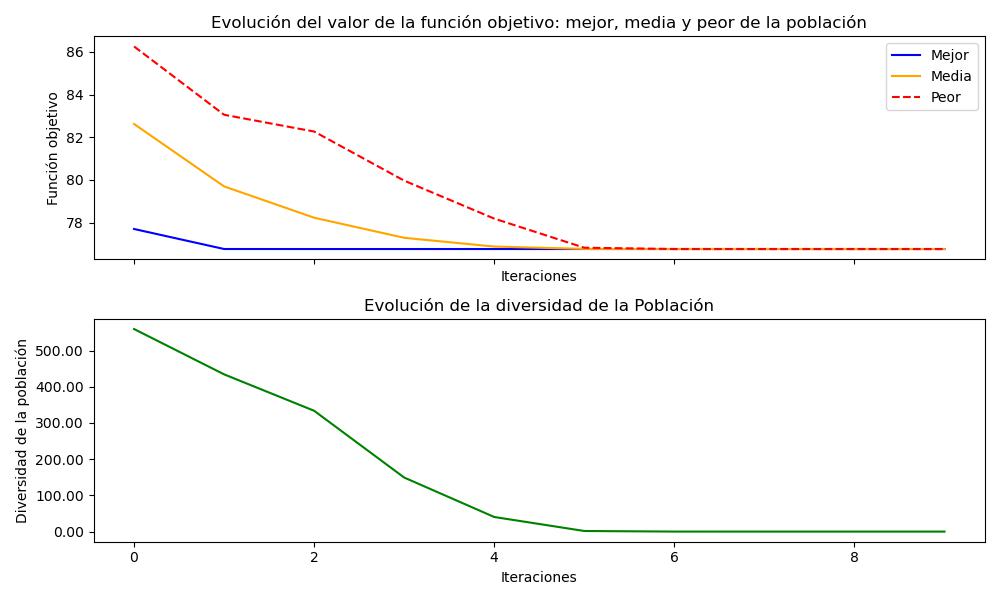 Evolución del valor de la función objetivo: mejor, media y peor de la población
Función objetivo
86
84
82
80
78
Mejor
Media
Peor
Iteraciones
Evolución de la diversidad de la Población
Diversidad de la población
500.00
400.00
300.00
200.00
100.00
0.00
0
2
4
6
8
Iteraciones